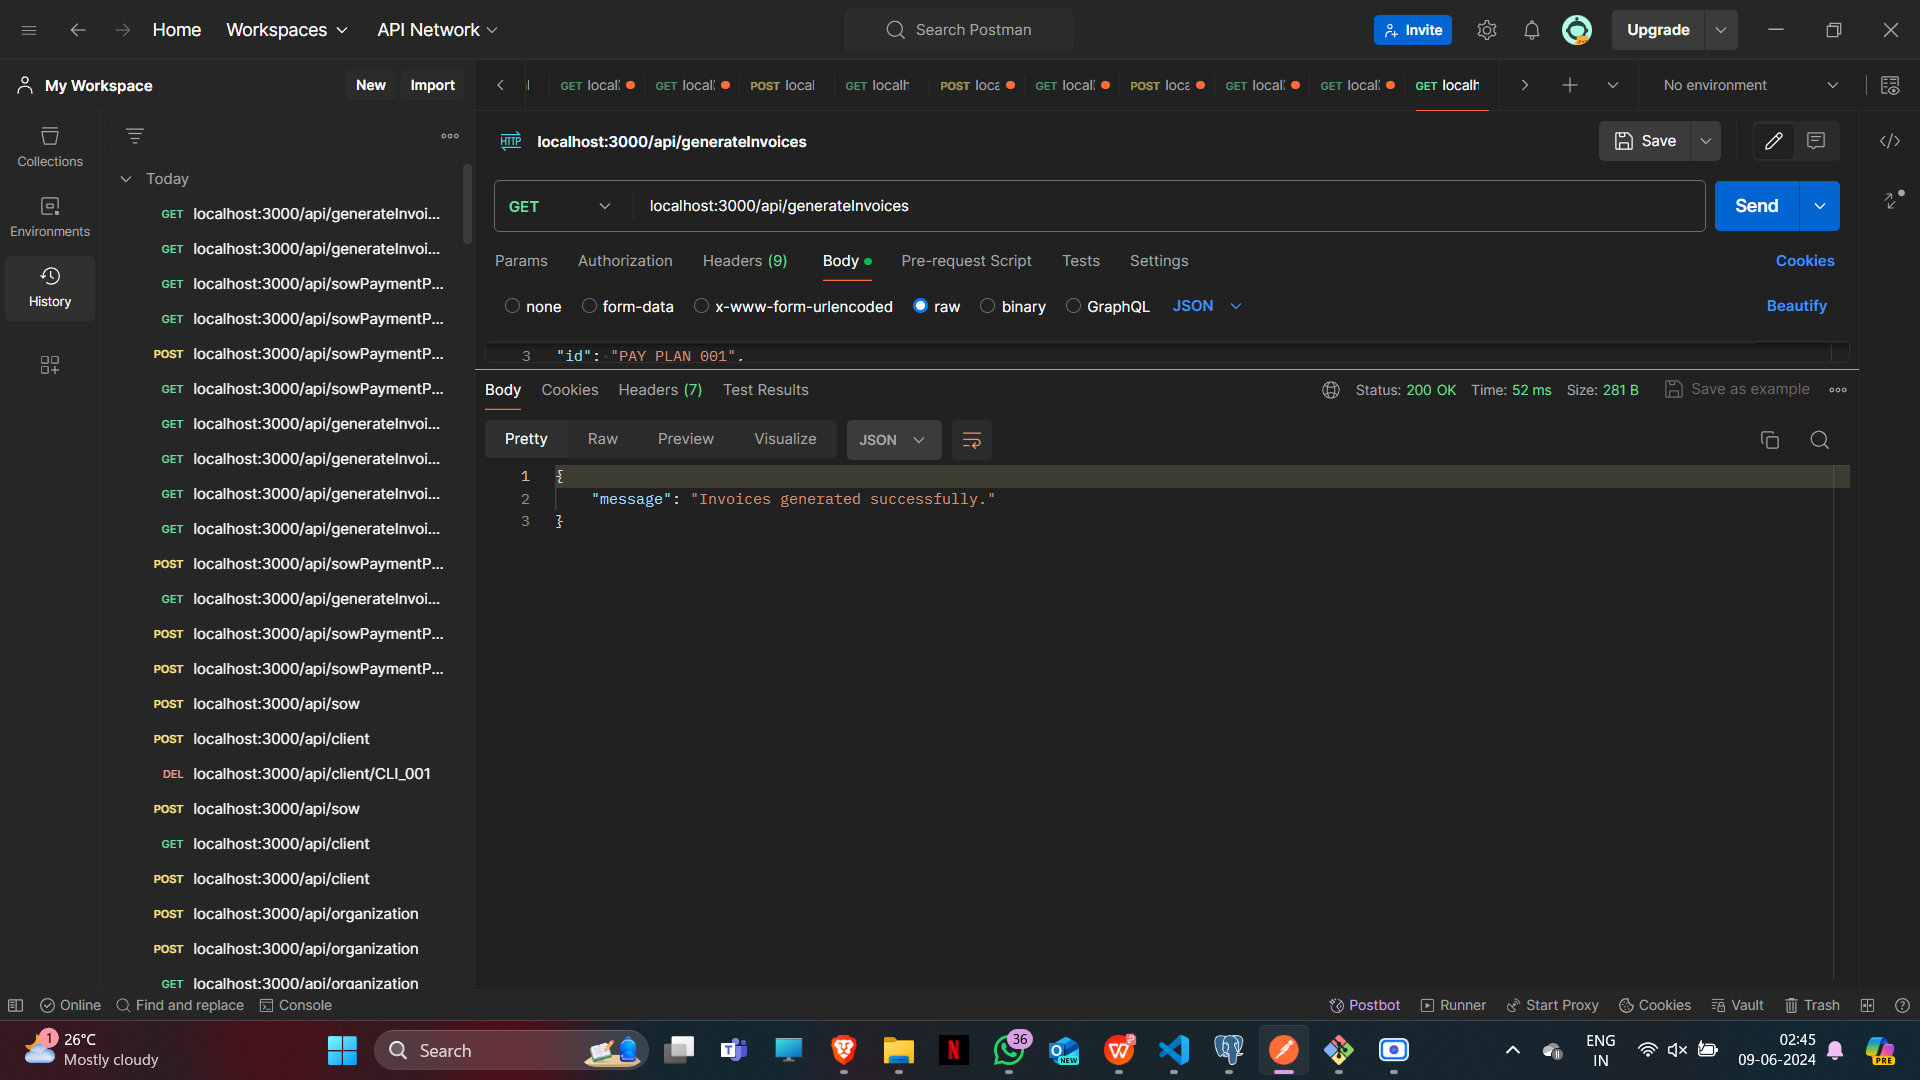 Home
Workspaces
API Network
Search Postman
Invite
Upgrade
My Workspace
New
Import
GET locall
GET locall
POST local
GET localh
POST loca
GET locall
POST loca
GET locall
GET locall
GET localh
No environment
Collections
Environments
History
Today
GET localhost:3000/api/generateInvoi...
GET localhost:3000/api/generateInvoi...
GET localhost:3000/api/sowPaymentP...
GET localhost:3000/api/sowPaymentP...
POST localhost:3000/api/sowPaymentP...
GET localhost:3000/api/sowPaymentP...
GET localhost:3000/api/generateInvoi...
GET localhost:3000/api/generateInvoi...
GET localhost:3000/api/generateInvoi...
GET localhost:3000/api/generateInvoi...
POST localhost:3000/api/sowPaymentP...
GET localhost:3000/api/generateInvoi...
POST localhost:3000/api/sowPaymentP...
POST localhost:3000/api/sowPaymentP...
POST localhost:3000/api/sow
POST localhost:3000/api/client
DEL localhost:3000/api/client/CLI_001
POST localhost:3000/api/sow
GET localhost:3000/api/client
POST localhost:3000/api/client
POST localhost:3000/api/organization
POST localhost:3000/api/organization
GET localhost:3000/api/organization
HTTP localhost:3000/api/generateInvoices
Save
GET localhost:3000/api/generateInvoices
Send
Params Authorization Headers (9) Body Pre-request Script Tests Settings Cookies
none form-data x-www-form-urlencoded raw binary GraphQL JSON Beautify
3 "id": "PAY PLAN 001",
Body Cookies Headers (7) Test Results Status: 200 OK Time: 52 ms Size: 281 B Save as example
Pretty Raw Preview Visualize JSON
1 {
2 "message": "Invoices generated successfully."
3 }
Online Find and replace Console
Postbot Runner Start Proxy Cookies Vault Trash
1
26°C
Mostly cloudy
Search
N
36
NEW
ENG
IN
02:45
09-06-2024
PRE